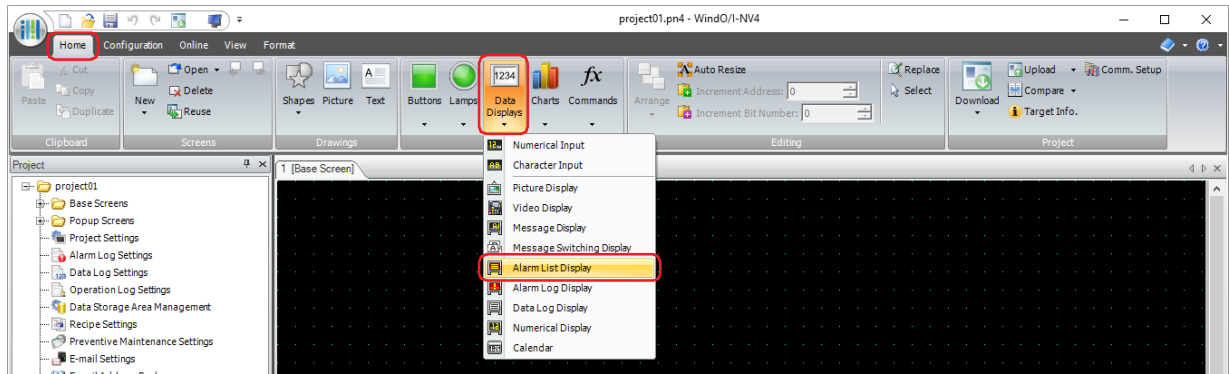 project01.pn4 - WindO/I-NV4
Home Configuration Online View Format
Cut
Copy
Paste
Duplicate
Clipboard
New
Open
Delete
Reuse
Screens
Shapes Picture Text
Drawings
Buttons Lamps Data Displays Charts Commands
1234
fx
Arrange
Auto Resize
Increment Address: 0
Increment Bit Number: 0
Replace
Select
Editing
Download
Upload
Compare
Target Info.
Comm. Setup
Project
Numerical Input
Character Input
Picture Display
Video Display
Message Display
Message Switching Display
Alarm List Display
Alarm Log Display
Data Log Display
Numerical Display
Calendar
Project
project01
Base Screens
Popup Screens
Project Settings
Alarm Log Settings
Data Log Settings
Operation Log Settings
Data Storage Area Management
Recipe Settings
Preventive Maintenance Settings
E-mail Settings
1 [Base Screen]